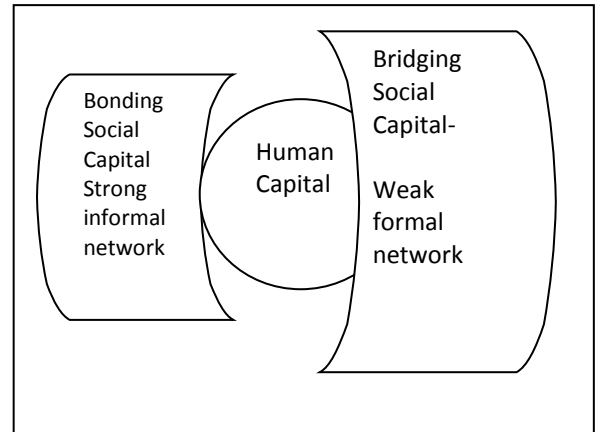 Bonding
Social
Capital
Strong
informal
network
Human
Capital
Bridging
Social
Capital-
Weak
formal
network